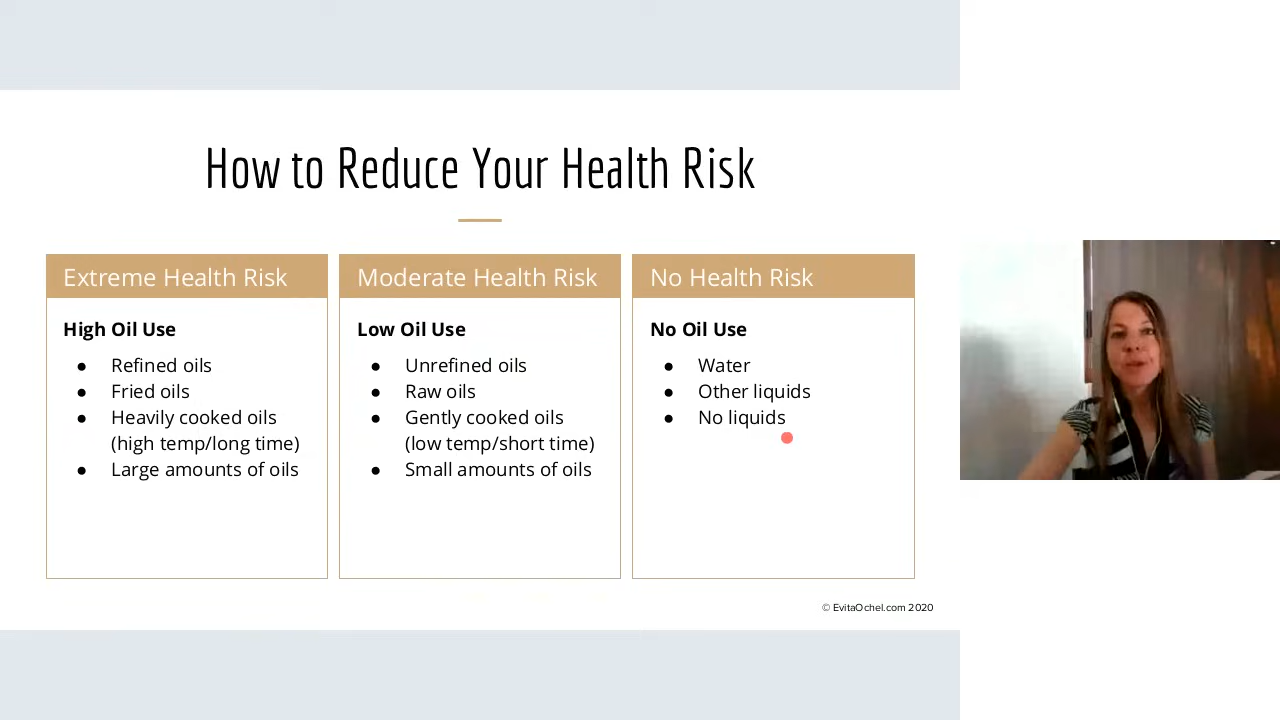 How to Reduce Your Health Risk
Extreme Health Risk
High Oil Use
● Refined oils
● Fried oils
● Heavily cooked oils
(high temp/long time)
● Large amounts of oils
Moderate Health Risk
Low Oil Use
● Unrefined oils
● Raw oils
● Gently cooked oils
(low temp/short time)
● Small amounts of oils
No Health Risk
No Oil Use
● Water
● Other liquids
● No liquids
© EvitaOchel.com 2020